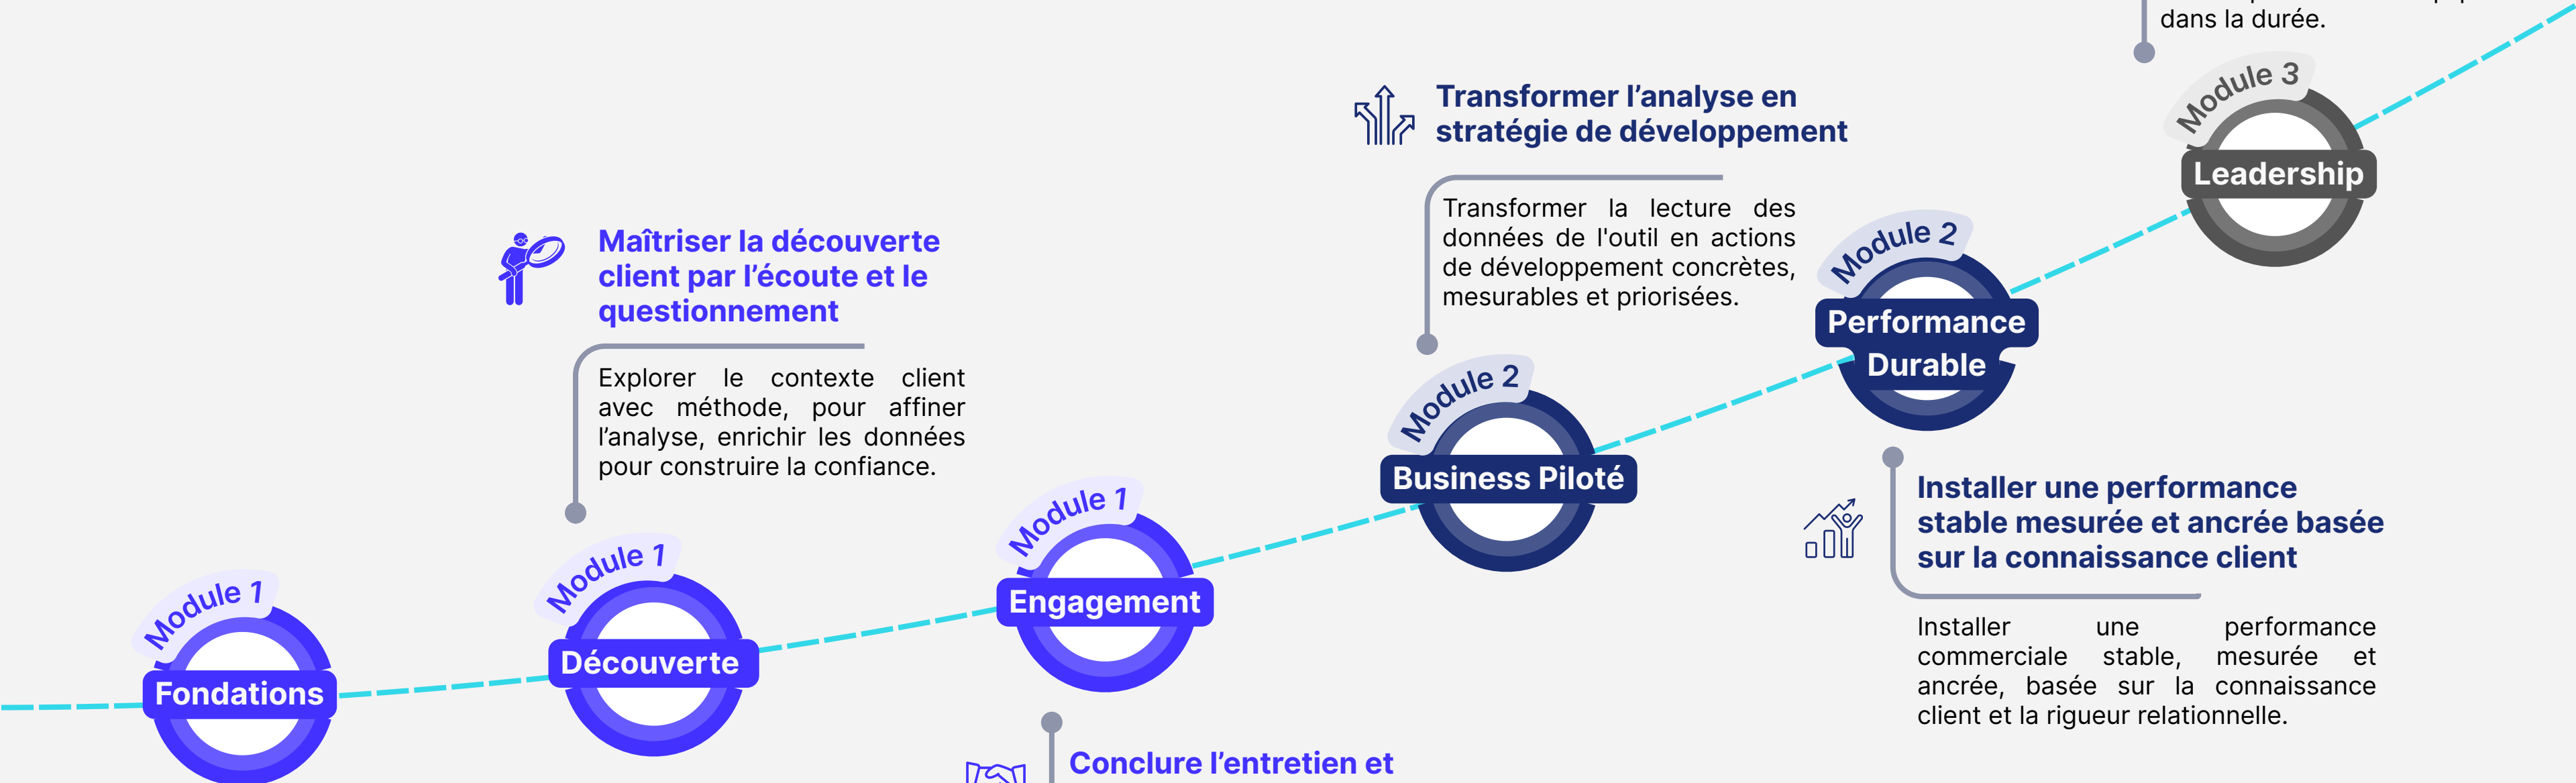 dans la durée.
Module 3
Leadership
Transformer l’analyse en
stratégie de développement
Transformer la lecture des
données de l'outil en actions
de développement concrètes,
mesurables et priorisées.
Module 2
Performance
Durable
Maîtriser la découverte
client par l’écoute et le
questionnement
Explorer le contexte client
avec méthode, pour affiner
l’analyse, enrichir les données
pour construire la confiance.
Module 2
Business Piloté
Installer une performance
stable mesurée et ancrée basée
sur la connaissance client
Installer une performance
commerciale stable, mesurée et
ancrée, basée sur la connaissance
client et la rigueur relationnelle.
Module 1
Engagement
Module 1
Découverte
Module 1
Fondations
Conclure l’entretien et